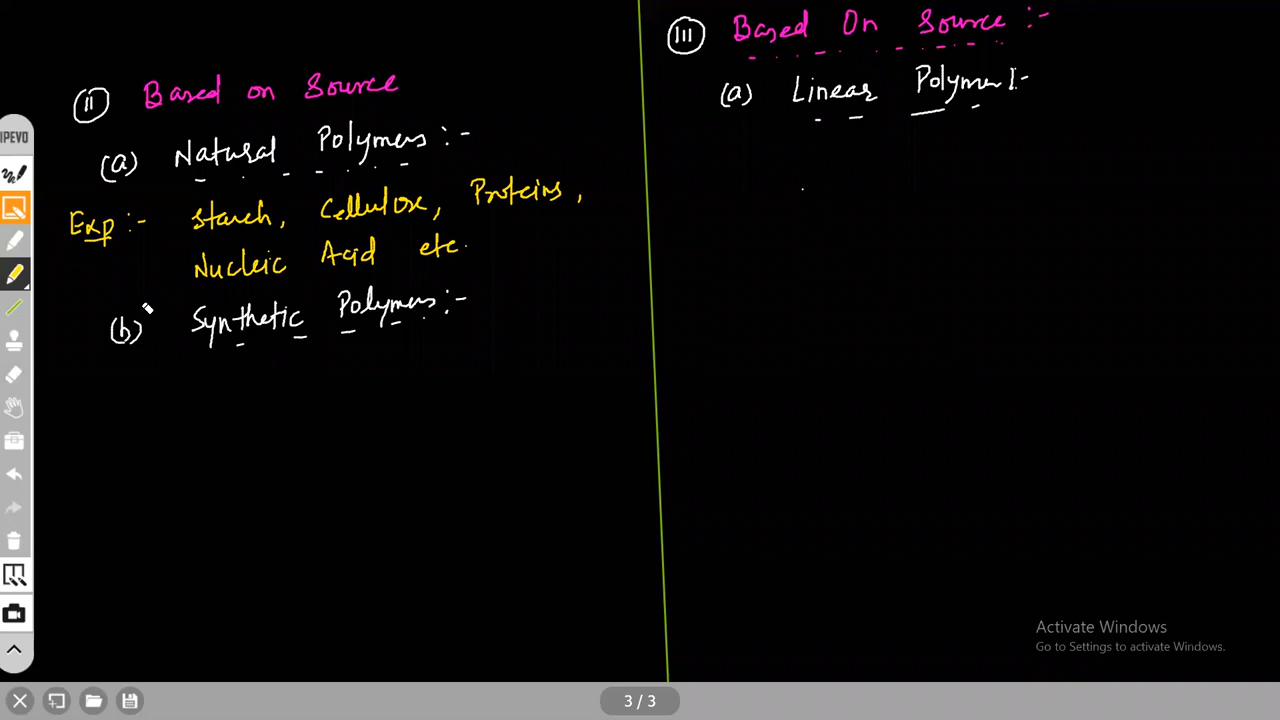 IPEVO
II Based on Source
(a) Natural Polymers :-
Exp :- Starch, Cellulose, Proteins,
Nucleic Acid etc.
(b) Synthetic Polymers :-
III Based On Source :-
(a) Linear Polymer :-
Activate Windows
Go to Settings to activate Windows.
3 / 3